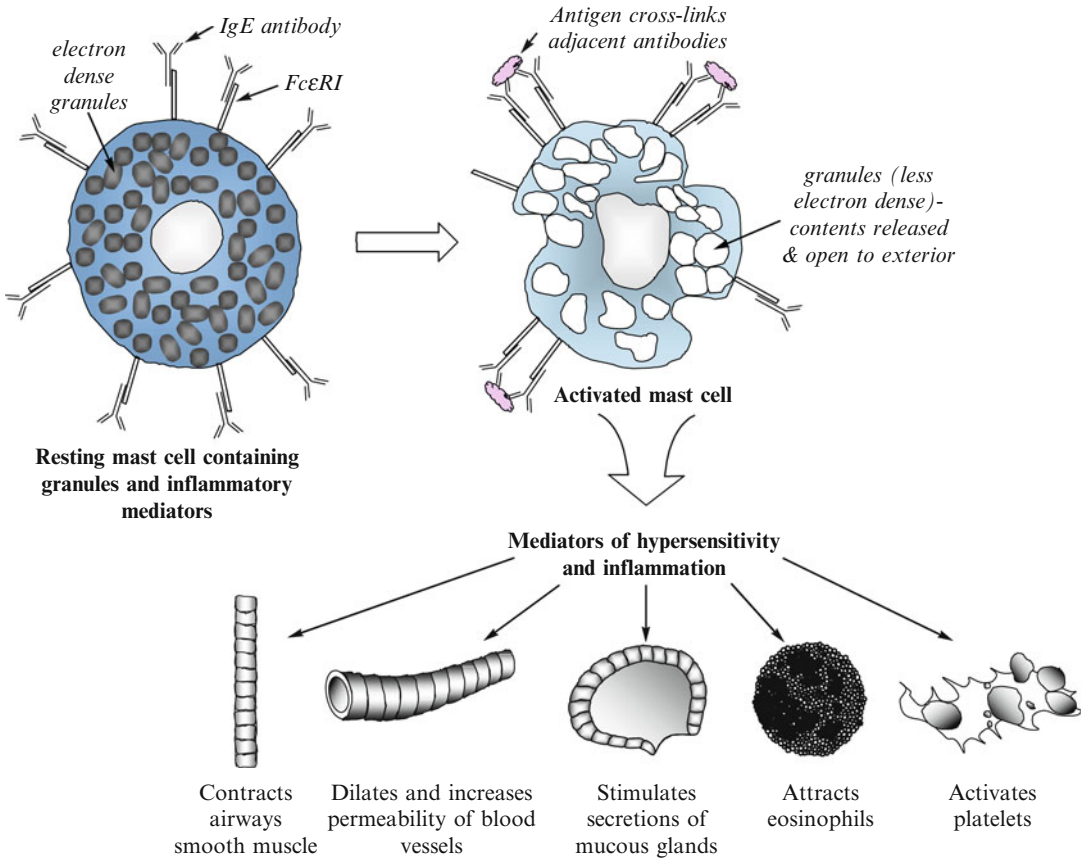 IgE antibody
electron
dense
granules
FcεRI
Antigen cross-links
adjacent antibodies
granules (less
electron dense)-
contents released
& open to exterior
Activated mast cell
Resting mast cell containing
granules and inflammatory
mediators
Mediators of hypersensitivity
and inflammation
Contracts
airways
smooth muscle
Dilates and increases
permeability of blood
vessels
Stimulates
secretions of
mucous glands
Attracts
eosinophils
Activates
platelets